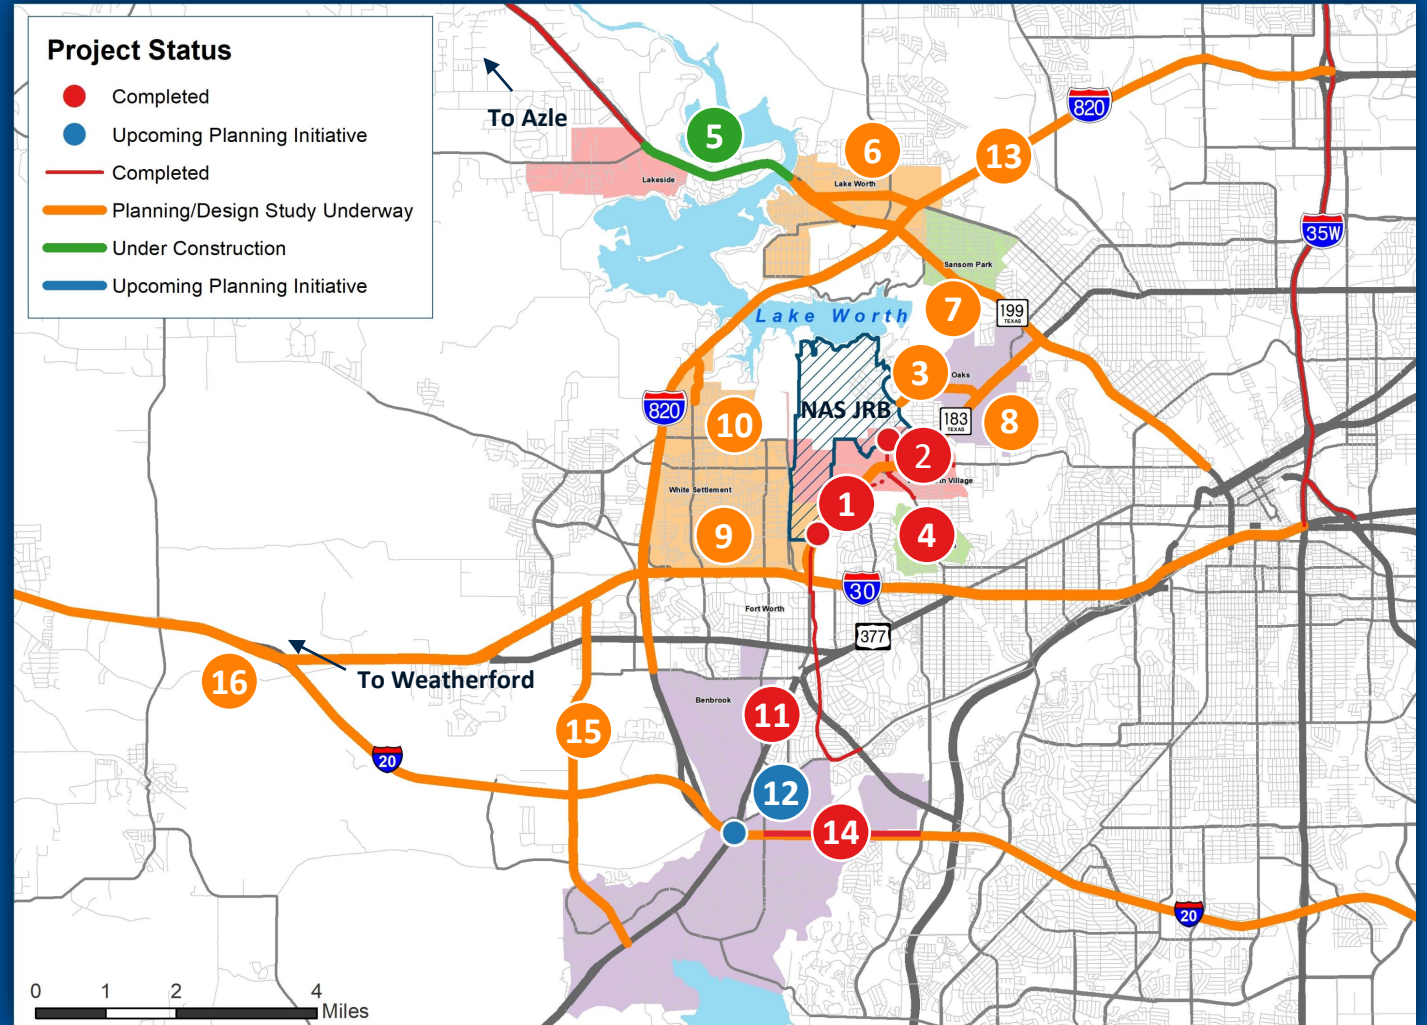 Project Status
Completed
Upcoming Planning Initiative
Completed
Planning/Design Study Underway
Under Construction
Upcoming Planning Initiative
To Azle
5
6
13
820
35W
Lakeside
Lake Worth
Sansom Park
Lake Worth
7
199
TEXAS
3
Oaks
NAS JRB
183
TEXAS
8
820
10
2
White Settlement
Village
1
9
4
30
Fort Worth
377
16
To Weatherford
Benbrook
11
15
20
12
14
20
0 1 2 4
Miles